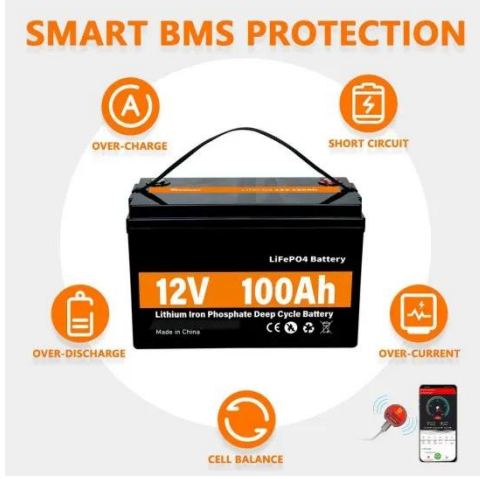 SMART BMS PROTECTION
OVER-CHARGE
SHORT CIRCUIT
LiFePO4 Battery
12V 100Ah
Lithium Iron Phosphate Deep Cycle Battery
Made in China
CE
OVER-DISCHARGE
OVER-CURRENT
CELL BALANCE